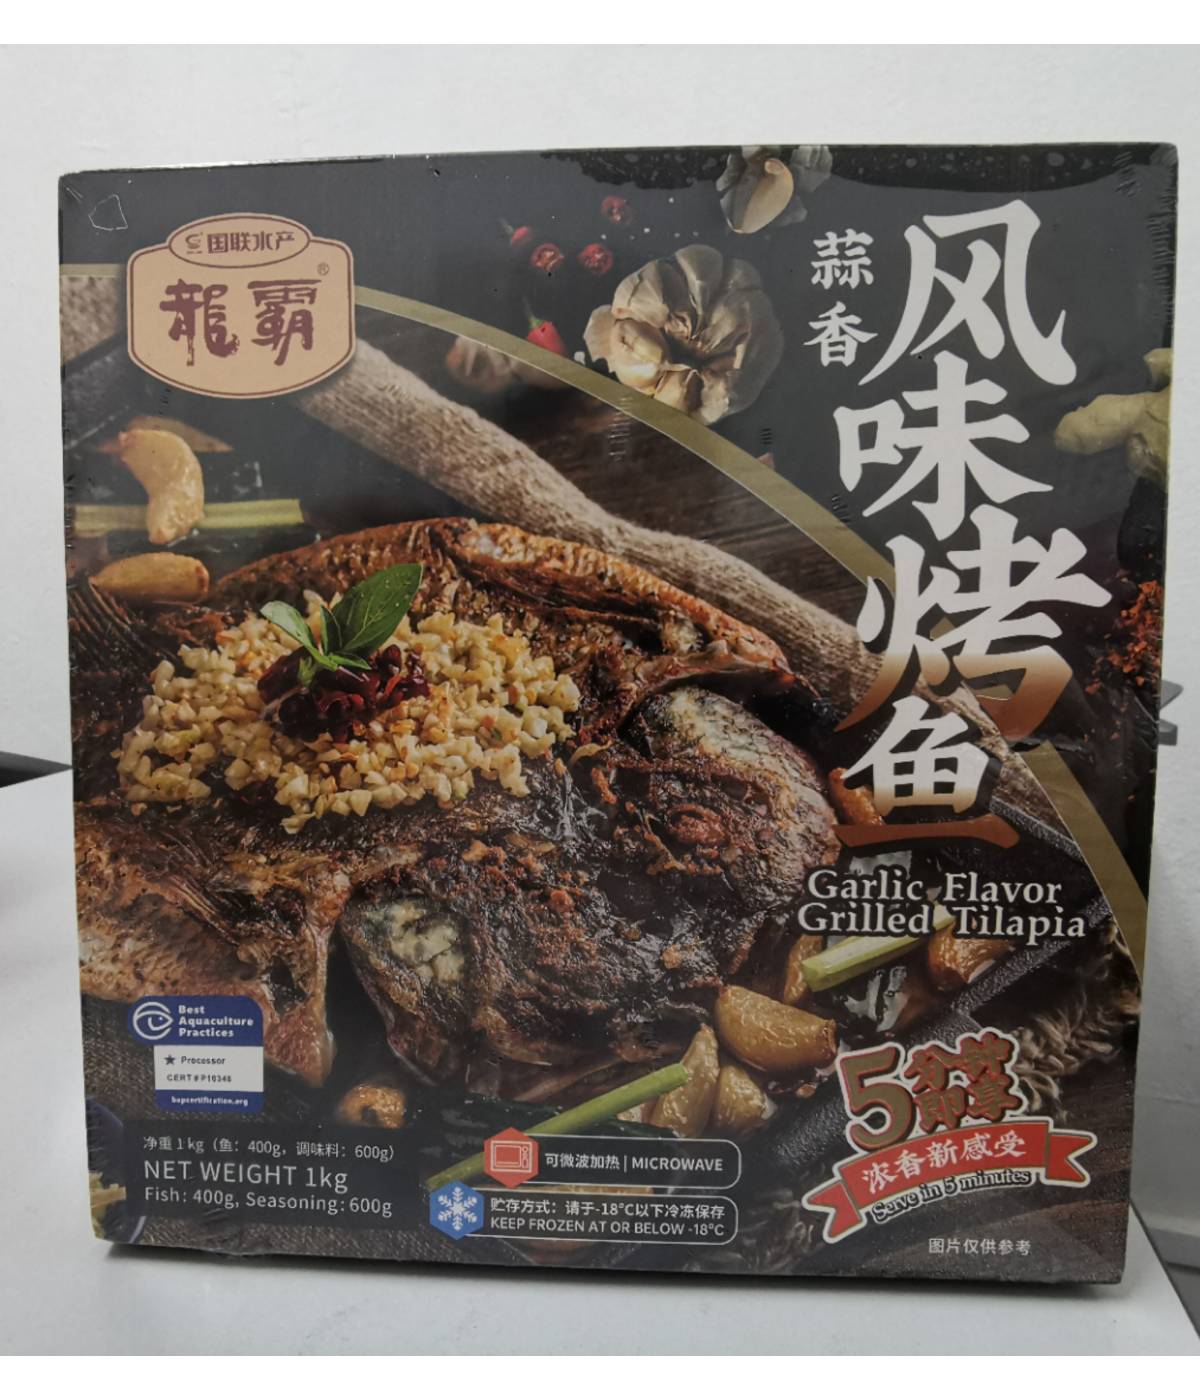 国联水产
龍霸®
蒜香
风味烤鱼
Garlic Flavor
Grilled Tilapia
Best
Aquaculture
Practices
Processor
CERT#P10346
bapcertification.org
净重1kg（鱼：400g，调味料：600g）
NET WEIGHT 1kg
Fish: 400g, Seasoning: 600g
可微波加热 | MICROWAVE
贮存方式：请于-18°C以下冷冻保存
KEEP FROZEN AT OR BELOW -18°C
5分钟即享
浓香新感受
Serve in 5 minutes
图片仅供参考